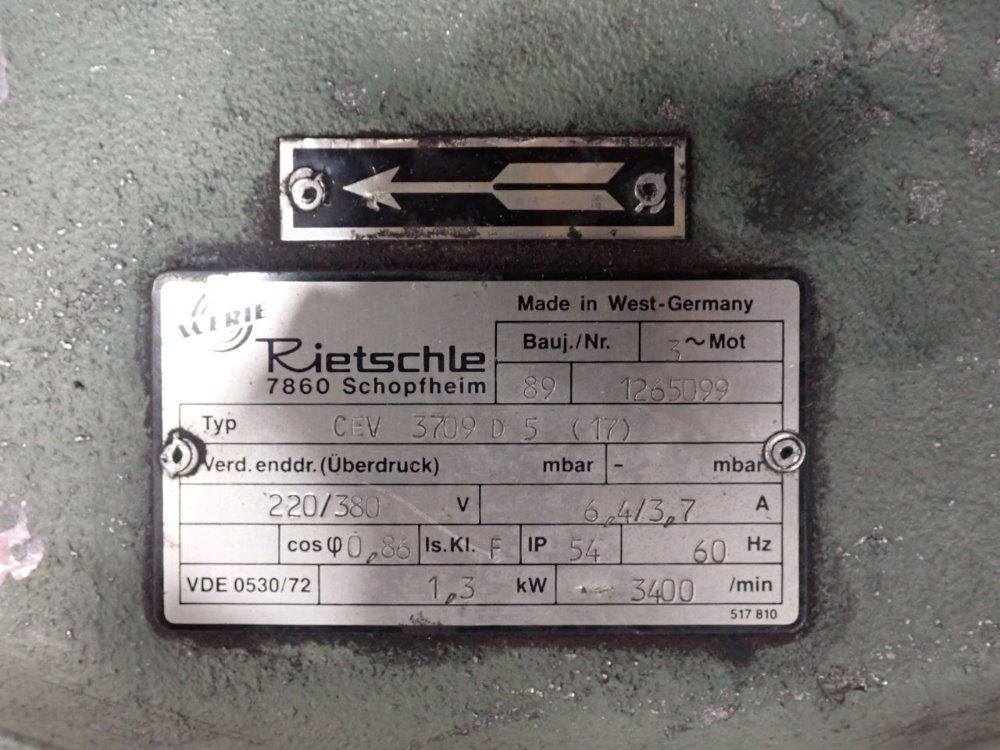 WERIE
Made in West-Germany
Rietschle
7860 Schopfheim
Bauj./Nr. 3~Mot
89 1265099
Typ CEV 3709 D 5 (17)
Verd.enddr.(Überdruck) mbar - mbar
220/380 V 6,4/3,7 A
cos φ 0,86 Is.Kl. F IP 54 60 Hz
VDE 0530/72 1,3 kW 3400 /min
517 810